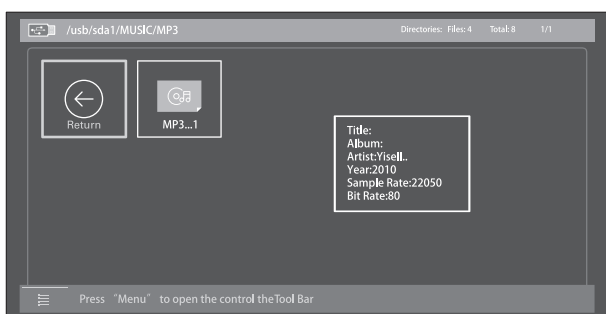 /usb/sda1/MUSIC/MP3 Directories: Files: 4 Total: 8 1/1
Return
MP3...1
Title:
Album:
Artist:Yisell..
Year:2010
Sample Rate:22050
Bit Rate:80
Press “Menu” to open the control theTool Bar